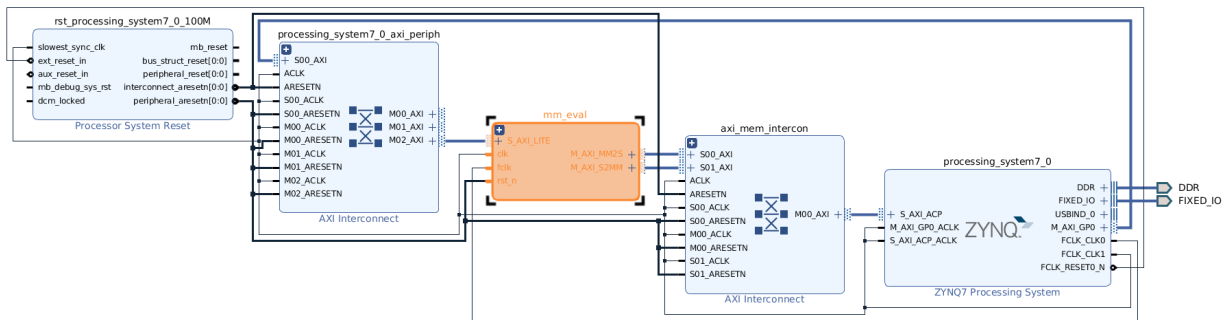 rst_processing_system7_0_100M
slowest_sync_clk
ext_reset_in
aux_reset_in
mb_debug_sys_rst
dcm_locked
mb_reset
bus_struct_reset[0:0]
peripheral_reset[0:0]
interconnect_aresetn[0:0]
peripheral_aresetn[0:0]
Processor System Reset
processing_system7_0_axi_periph
S00_AXI
ACLK
ARESETN
S00_ACLK
S00_ARESETN
M00_ACLK
M00_ARESETN
M01_ACLK
M01_ARESETN
M02_ACLK
M02_ARESETN
M00_AXI
M01_AXI
M02_AXI
AXI Interconnect
mm_eval
S_AXI_LITE
clk
fclk
rst_n
M_AXI_MM2S
M_AXI_S2MM
axi_mem_intercon
S00_AXI
S01_AXI
ACLK
ARESETN
S00_ACLK
S00_ARESETN
M00_ACLK
M00_ARESETN
S01_ACLK
S01_ARESETN
M00_AXI
AXI Interconnect
processing_system7_0
S_AXI_ACP
M_AXI_GP0_ACLK
S_AXI_ACP_ACLK
ZYNQ
DDR
FIXED_IO
USBIND_0
M_AXI_GP0
FCLK_CLK0
FCLK_CLK1
FCLK_RESET0_N
ZYNQ7 Processing System
DDR
FIXED_IO